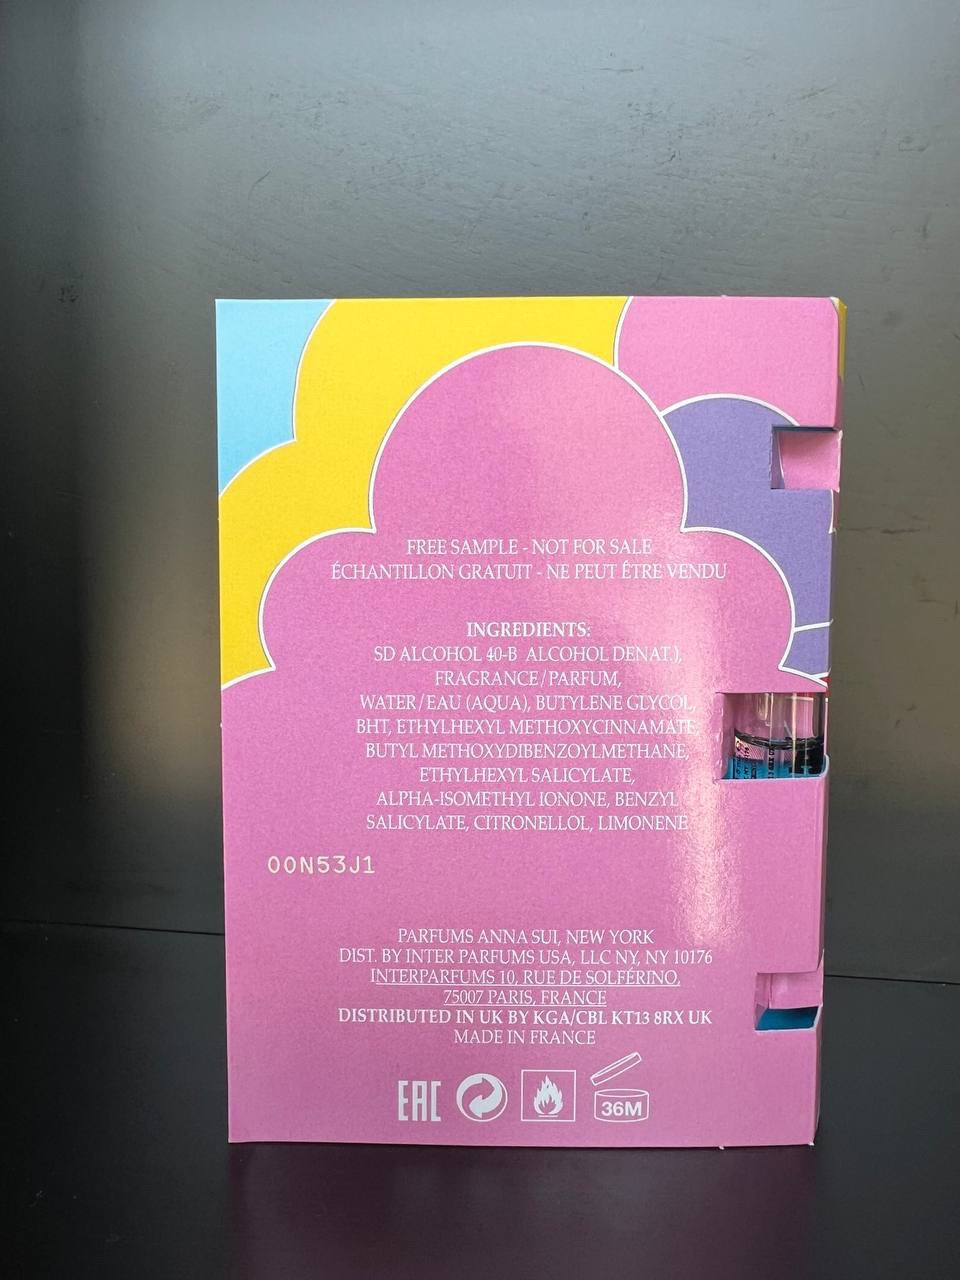 FREE SAMPLE - NOT FOR SALE
ÉCHANTILLON GRATUIT - NE PEUT ÊTRE VENDU
INGREDIENTS:
SD ALCOHOL 40-B ALCOHOL DENAT.),
FRAGRANCE/PARFUM,
WATER/EAU (AQUA), BUTYLENE GLYCOL,
BHT, ETHYLHEXYL METHOXYCINNAMATE,
BUTYL METHOXYDIBENZOYLMETHANE,
ETHYLHEXYL SALICYLATE,
ALPHA-ISOMETHYL IONONE, BENZYL
SALICYLATE, CITRONELLOL, LIMONENE
OON53J1
PARFUMS ANNA SUI, NEW YORK
DIST. BY INTER PARFUMS USA, LLC NY, NY 10176
INTERPARFUMS 10, RUE DE SOLFÉRINO,
75007 PARIS, FRANCE
DISTRIBUTED IN UK BY KGA/CBL KT13 8RX UK
MADE IN FRANCE
EAC
36M